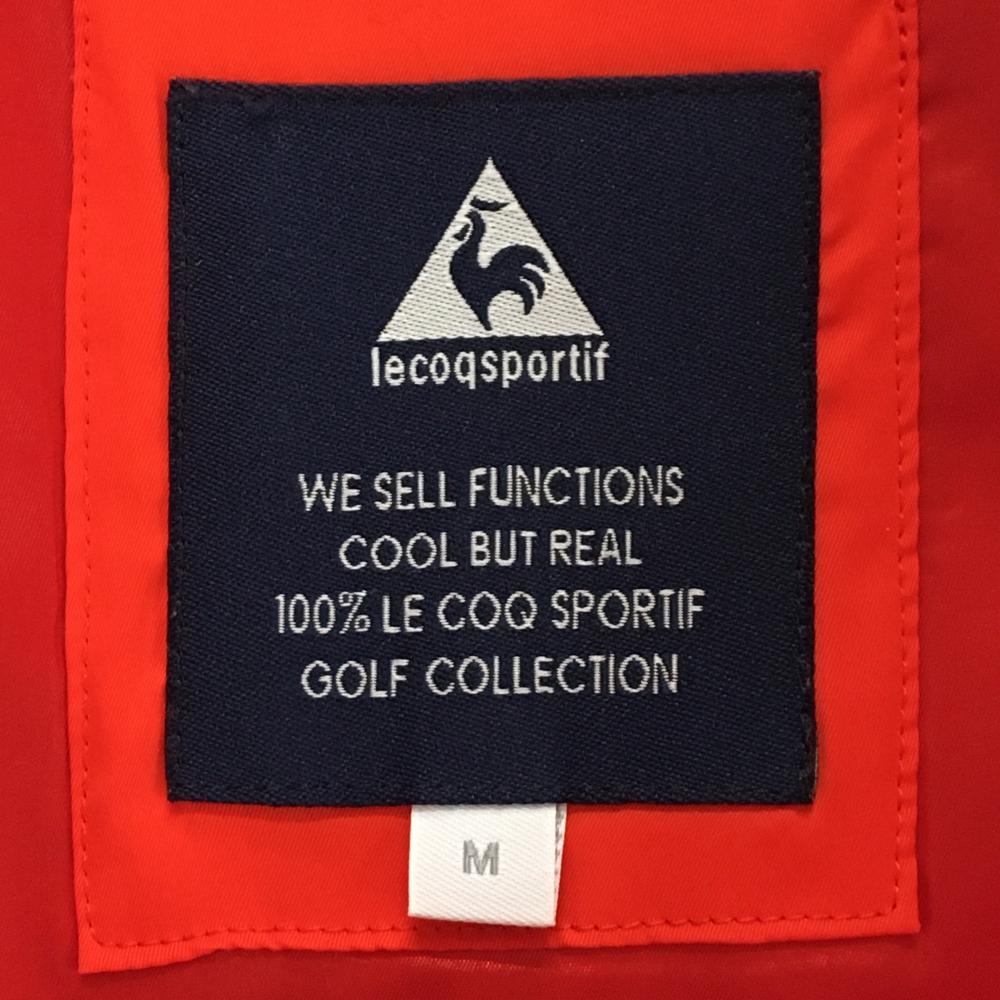 lecoqsportif
WE SELL FUNCTIONS
COOL BUT REAL
100% LE COQ SPORTIF
GOLF COLLECTION
M